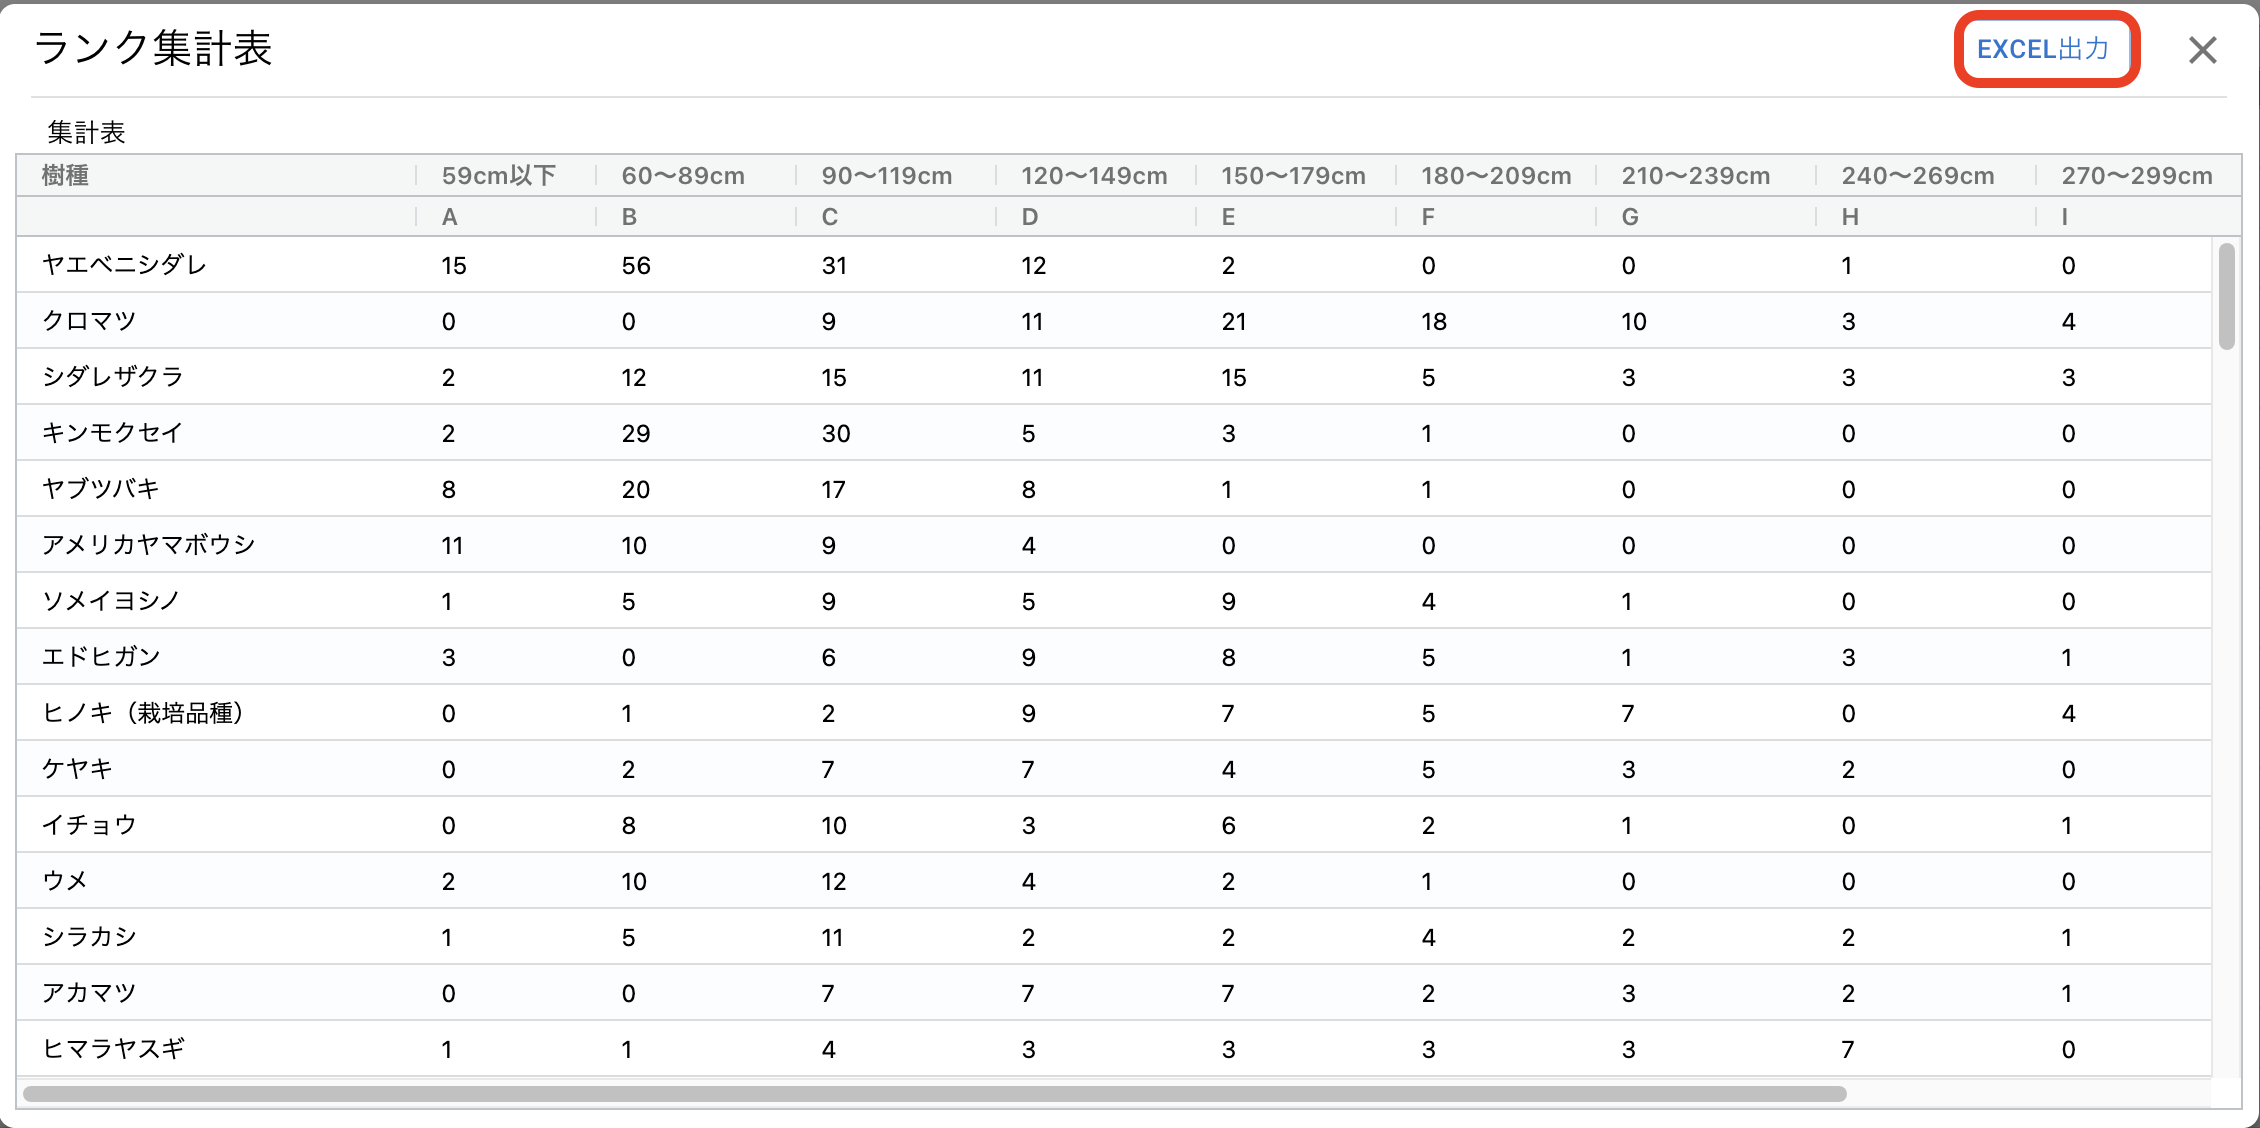 ランク集計表 EXCEL出力
集計表
樹種 59cm以下 60〜89cm 90〜119cm 120〜149cm 150〜179cm 180〜209cm 210〜239cm 240〜269cm 270〜299cm
A B C D E F G H I
ヤエベニシダレ 15 56 31 12 2 0 0 1 0
クロマツ 0 0 9 11 21 18 10 3 4
シダレザクラ 2 12 15 11 15 5 3 3 3
キンモクセイ 2 29 30 5 3 1 0 0 0
ヤブツバキ 8 20 17 8 1 1 0 0 0
アメリカヤマボウシ 11 10 9 4 0 0 0 0 0
ソメイヨシノ 1 5 9 5 9 4 1 0 0
エドヒガン 3 0 6 9 8 5 1 3 1
ヒノキ（栽培品種） 0 1 2 9 7 5 7 0 4
ケヤキ 0 2 7 7 4 5 3 2 0
イチョウ 0 8 10 3 6 2 1 0 1
ウメ 2 10 12 4 2 1 0 0 0
シラカシ 1 5 11 2 2 4 2 2 1
アカマツ 0 0 7 7 7 2 3 2 1
ヒマラヤスギ 1 1 4 3 3 3 3 7 0